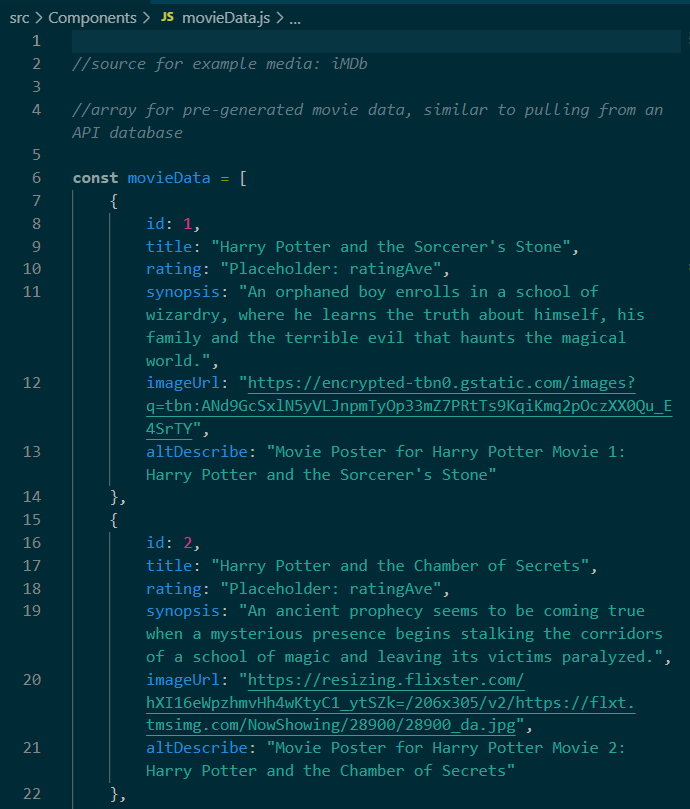 src > Components > JS movieData.js > ...
1
2 //source for example media: iMDb
3
4 //array for pre-generated movie data, similar to pulling from an
API database
5
6 const movieData = [
7 {
8 id: 1,
9 title: "Harry Potter and the Sorcerer's Stone",
10 rating: "Placeholder: ratingAve",
11 synopsis: "An orphaned boy enrolls in a school of
wizardry, where he learns the truth about himself, his
family and the terrible evil that haunts the magical
world.",
12 imageUrl: "https://encrypted-tbn0.gstatic.com/images?
q=tbn:ANd9GcSxlN5yVLJnpmTyOp33mZ7PRtTs9KqiKmq2pOczXX0Qu_E
4SrTY",
13 altDescribe: "Movie Poster for Harry Potter Movie 1:
Harry Potter and the Sorcerer's Stone"
14 },
15 {
16 id: 2,
17 title: "Harry Potter and the Chamber of Secrets",
18 rating: "Placeholder: ratingAve",
19 synopsis: "An ancient prophecy seems to be coming true
when a mysterious presence begins stalking the corridors
of a school of magic and leaving its victims paralyzed.",
20 imageUrl: "https://resizing.flixster.com/
hXI16eWpzhmvHh4wKtyC1_ytSZk=/206x305/v2/https://flxt.
tmsimg.com/NowShowing/28900/28900_da.jpg",
21 altDescribe: "Movie Poster for Harry Potter Movie 2:
Harry Potter and the Chamber of Secrets"
22 },